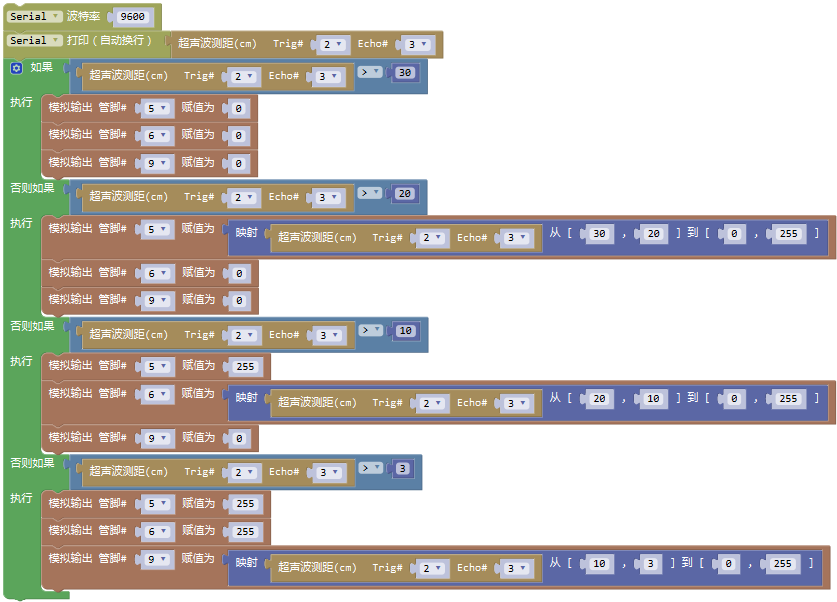 Serial 波特率 9600
Serial 打印（自动换行） 超声波测距(cm) Trig# 2 Echo# 3
如果 超声波测距(cm) Trig# 2 Echo# 3 > 30
执行 模拟输出 管脚# 5 赋值为 0
模拟输出 管脚# 6 赋值为 0
模拟输出 管脚# 9 赋值为 0
否则如果 超声波测距(cm) Trig# 2 Echo# 3 > 20
执行 模拟输出 管脚# 5 赋值为 映射 超声波测距(cm) Trig# 2 Echo# 3 从 [ 30 , 20 ] 到 [ 0 , 255 ]
模拟输出 管脚# 6 赋值为 0
模拟输出 管脚# 9 赋值为 0
否则如果 超声波测距(cm) Trig# 2 Echo# 3 > 10
执行 模拟输出 管脚# 5 赋值为 255
模拟输出 管脚# 6 赋值为 映射 超声波测距(cm) Trig# 2 Echo# 3 从 [ 20 , 10 ] 到 [ 0 , 255 ]
模拟输出 管脚# 9 赋值为 0
否则如果 超声波测距(cm) Trig# 2 Echo# 3 > 3
执行 模拟输出 管脚# 5 赋值为 255
模拟输出 管脚# 6 赋值为 255
模拟输出 管脚# 9 赋值为 映射 超声波测距(cm) Trig# 2 Echo# 3 从 [ 10 , 3 ] 到 [ 0 , 255 ]